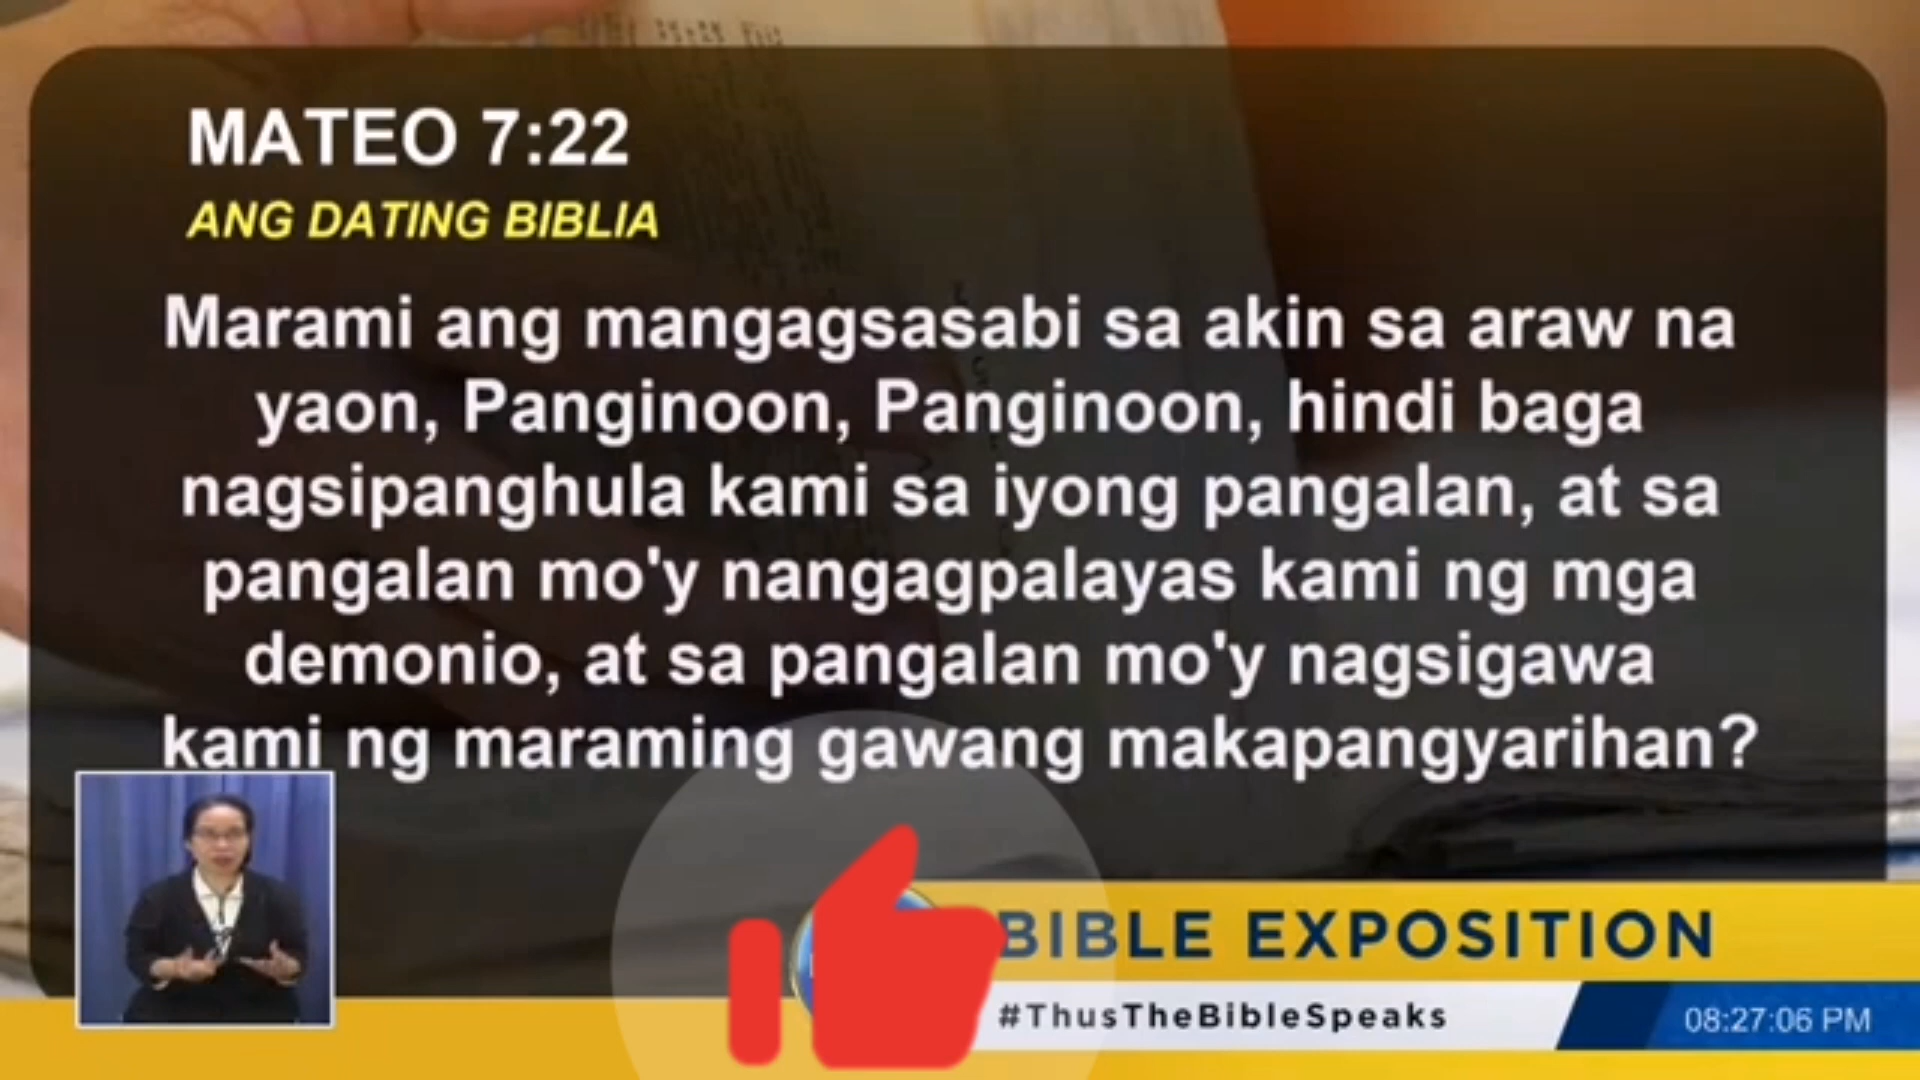 MATEO 7:22
ANG DATING BIBLIA
Marami ang mangagsasabi sa akin sa araw na
yaon, Panginoon, Panginoon, hindi baga
nagsipanghula kami sa iyong pangalan, at sa
pangalan mo'y nangagpalayas kami ng mga
demonio, at sa pangalan mo'y nagsigawa
kami ng maraming gawang makapangyarihan?
BIBLE EXPOSITION
#ThusTheBibleSpeaks
08:27:06 PM